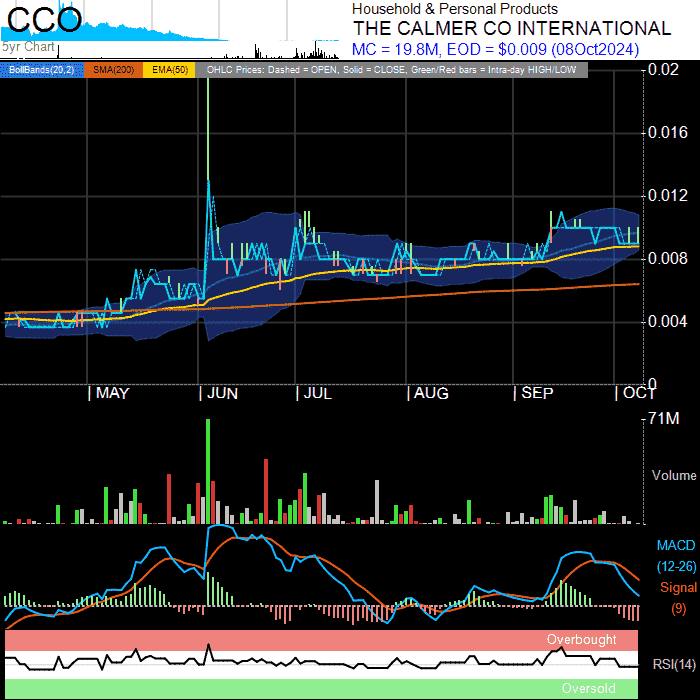 CCO
5yr Chart
Household & Personal Products
THE CALMER CO INTERNATIONAL
MC = 19.8M, EOD = $0.009 (08Oct2024)
BollBands(20,2) SMA(200) EMA(50) OHLC Prices: Dashed = OPEN, Solid = CLOSE, Green/Red bars = Intra-day HIGH/LOW
0.02
0.016
0.012
0.008
0.004
0
MAY JUN JUL AUG SEP OCT
71M
Volume
MACD
(12-26)
Signal
(9)
Overbought
RSI(14)
Oversold